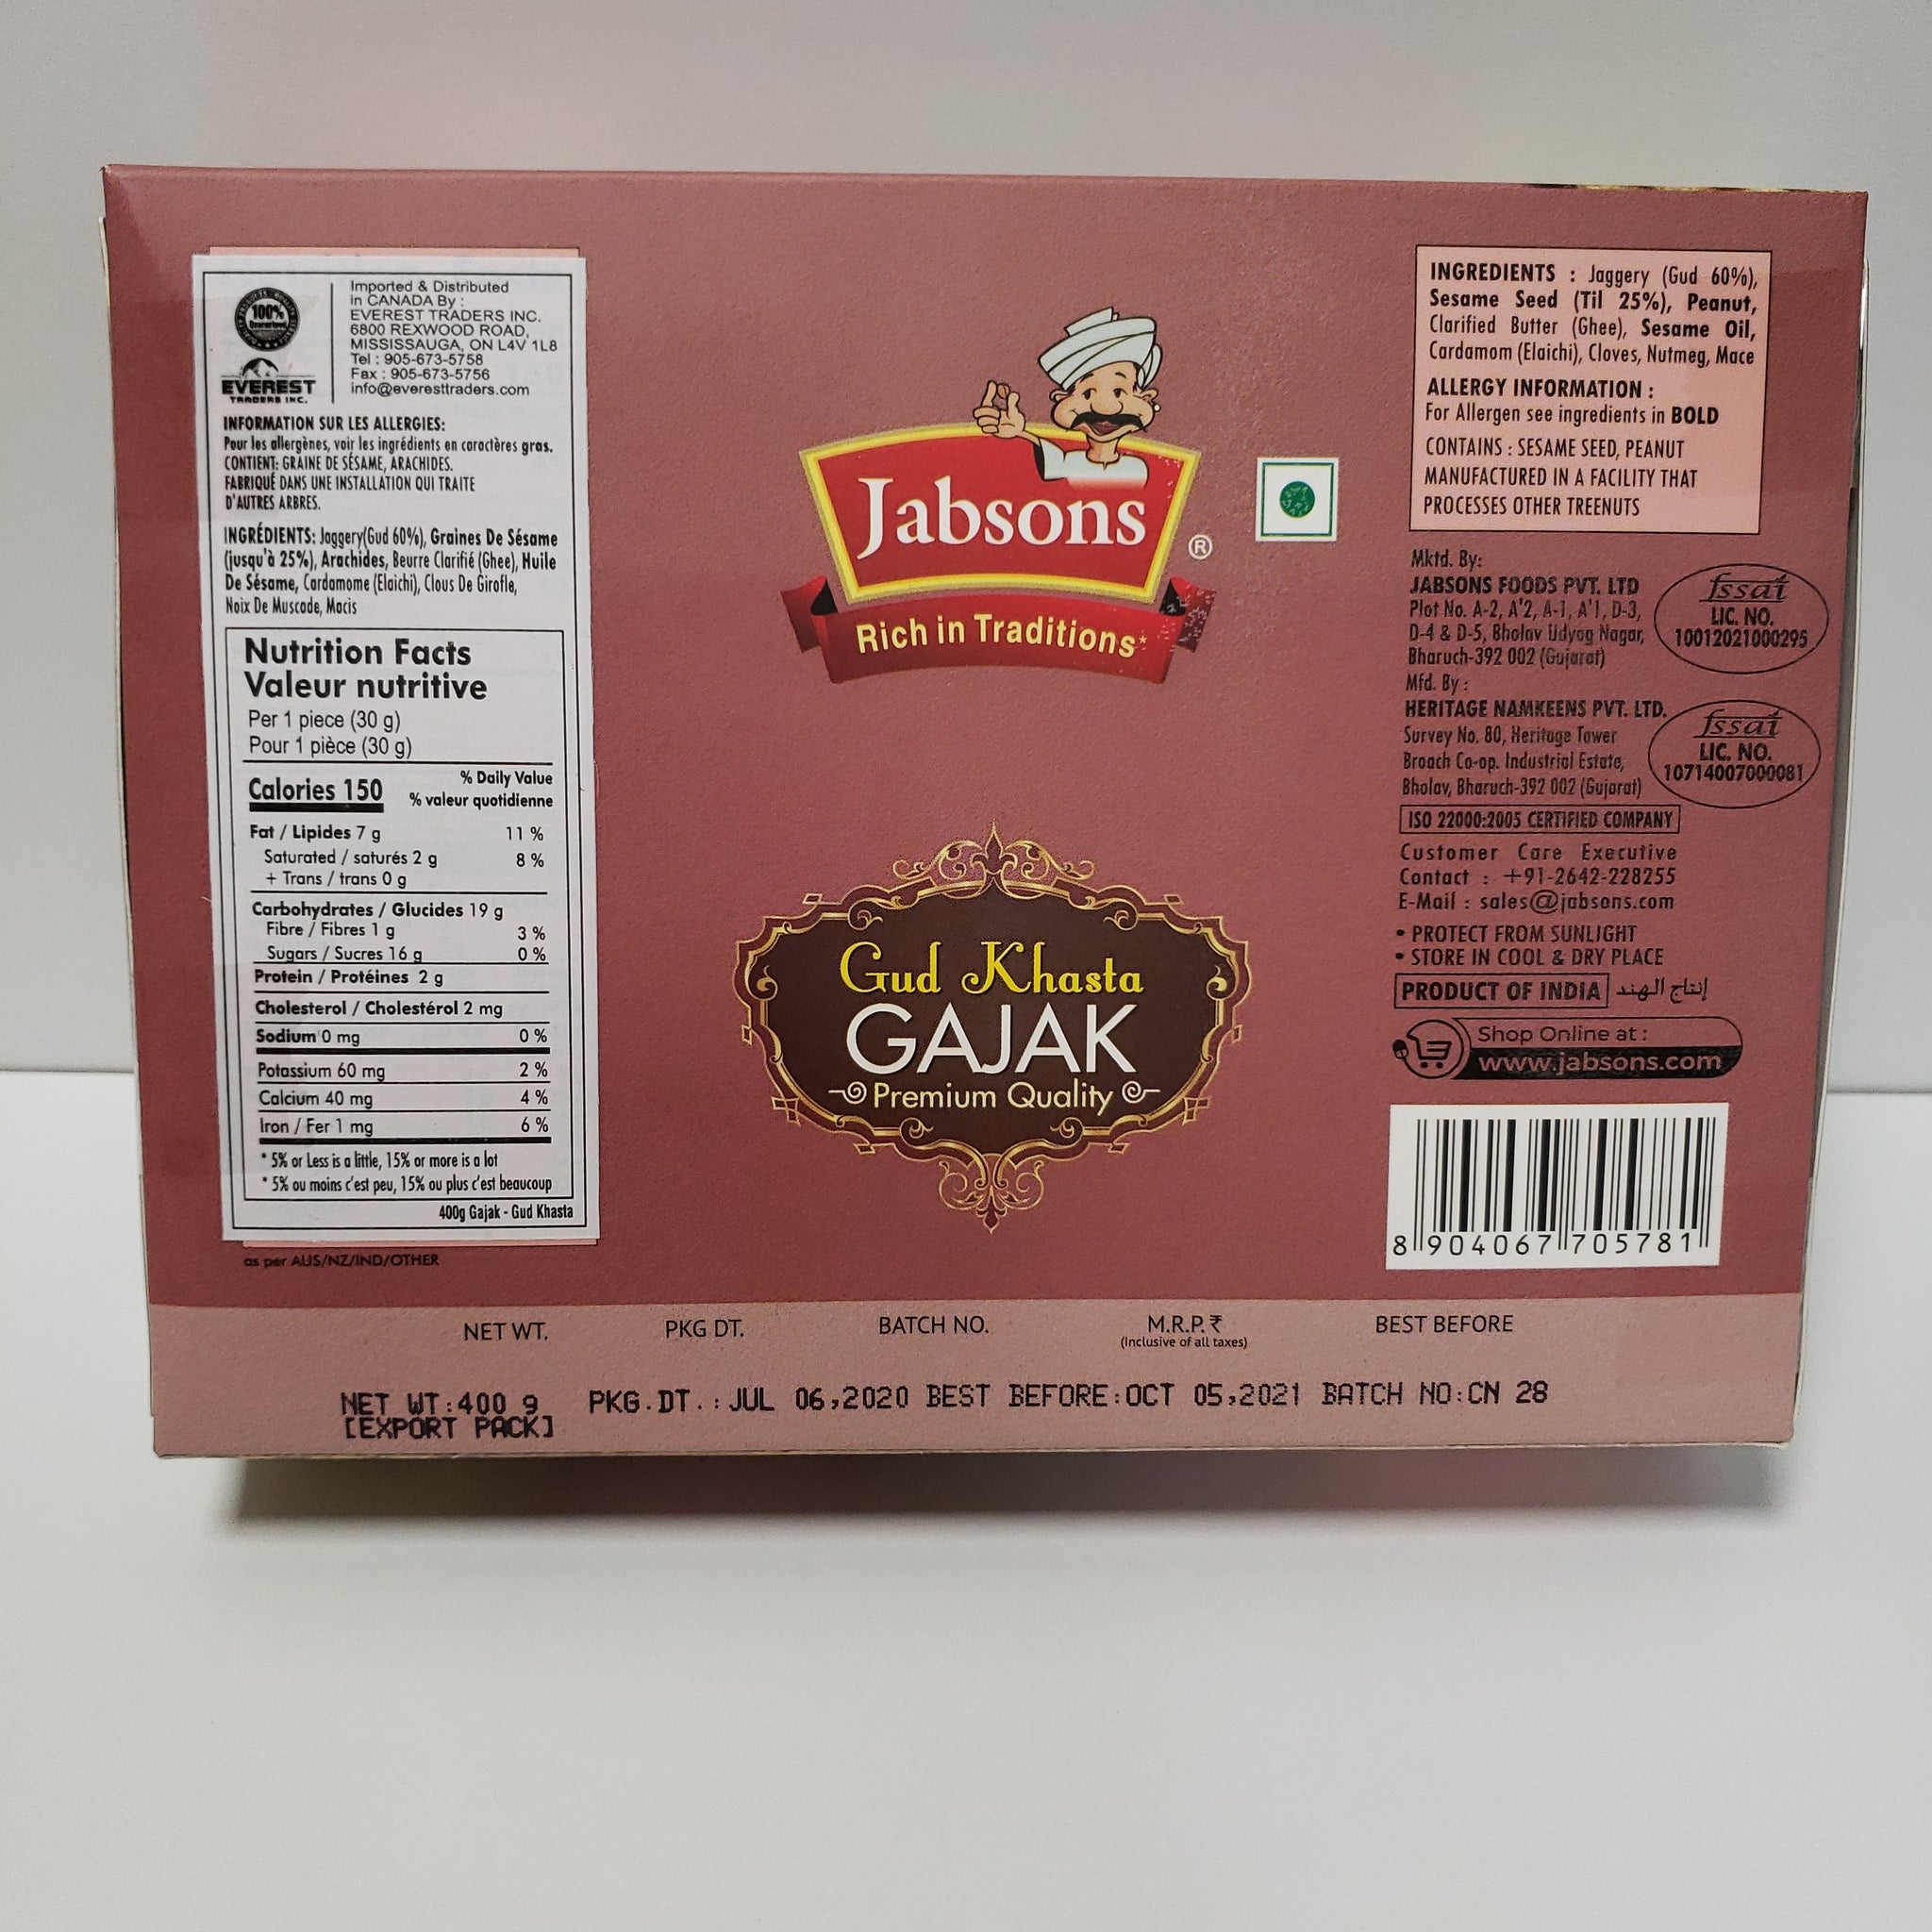 100%
EVEREST
TRADERS INC.
Imported & Distributed
in CANADA By :
EVEREST TRADERS INC.
6800 REXWOOD ROAD,
MISSISSAUGA, ON L4V 1L8
Tel : 905-673-5758
Fax : 905-673-5756
info@everesttraders.com
INFORMATION SUR LES ALLERGIES:
Pour les allergènes, voir les ingrédients en caractères gras.
CONTIENT: GRAINE DE SÉSAME, ARACHIDES.
FABRIQUÉ DANS UNE INSTALLATION QUI TRAITE
D'AUTRES ARBRES.
INGRÉDIENTS: Jaggery(Gud 60%), Graines De Sésame
(jusqu'à 25%), Arachides, Beurre Clarifié (Ghee), Huile
De Sésame, Cardamome (Elaichi), Clous De Girofle,
Noix De Muscade, Macis
Nutrition Facts
Valeur nutritive
Per 1 piece (30 g)
Pour 1 pièce (30 g)
Calories 150
% Daily Value
% valeur quotidienne
Fat / Lipides 7 g 11 %
Saturated / saturés 2 g 8 %
+ Trans / trans 0 g
Carbohydrates / Glucides 19 g
Fibre / Fibres 1 g 3 %
Sugars / Sucres 16 g 0 %
Protein / Protéines 2 g
Cholesterol / Cholestérol 2 mg
Sodium 0 mg 0 %
Potassium 60 mg 2 %
Calcium 40 mg 4 %
Iron / Fer 1 mg 6 %
* 5% or Less is a little, 15% or more is a lot
* 5% ou moins c'est peu, 15% ou plus c'est beaucoup
400g Gajak - Gud Khasta
as per AUS/NZ/IND/OTHER
Jabsons ®
Rich in Traditions*
Gud Khasta
GAJAK
Premium Quality
INGREDIENTS : Jaggery (Gud 60%),
Sesame Seed (Til 25%), Peanut,
Clarified Butter (Ghee), Sesame Oil,
Cardamom (Elaichi), Cloves, Nutmeg, Mace
ALLERGY INFORMATION :
For Allergen see ingredients in BOLD
CONTAINS : SESAME SEED, PEANUT
MANUFACTURED IN A FACILITY THAT
PROCESSES OTHER TREENUTS
Mktd. By:
JABSONS FOODS PVT. LTD
Plot No. A-2, A'2, A-1, A'1, D-3,
D-4 & D-5, Bholav Udyog Nagar,
Bharuch-392 002 (Gujarat)
fssai
LIC. NO.
10012021000295
Mfd. By :
HERITAGE NAMKEENS PVT. LTD.
Survey No. 80, Heritage Tower
Broach Co-op. Industrial Estate,
Bholav, Bharuch-392 002 (Gujarat)
fssai
LIC. NO.
10714007000081
ISO 22000:2005 CERTIFIED COMPANY
Customer Care Executive
Contact : +91-2642-228255
E-Mail : sales@jabsons.com
• PROTECT FROM SUNLIGHT
• STORE IN COOL & DRY PLACE
PRODUCT OF INDIA إنتاج الهند
Shop Online at :
www.jabsons.com
8 904067 705781
NET WT. PKG DT. BATCH NO. M.R.P. ₹ BEST BEFORE
(Inclusive of all taxes)
NET WT:400 g PKG.DT.:JUL 06,2020 BEST BEFORE:OCT 05,2021 BATCH NO:CN 28
[EXPORT PACK]